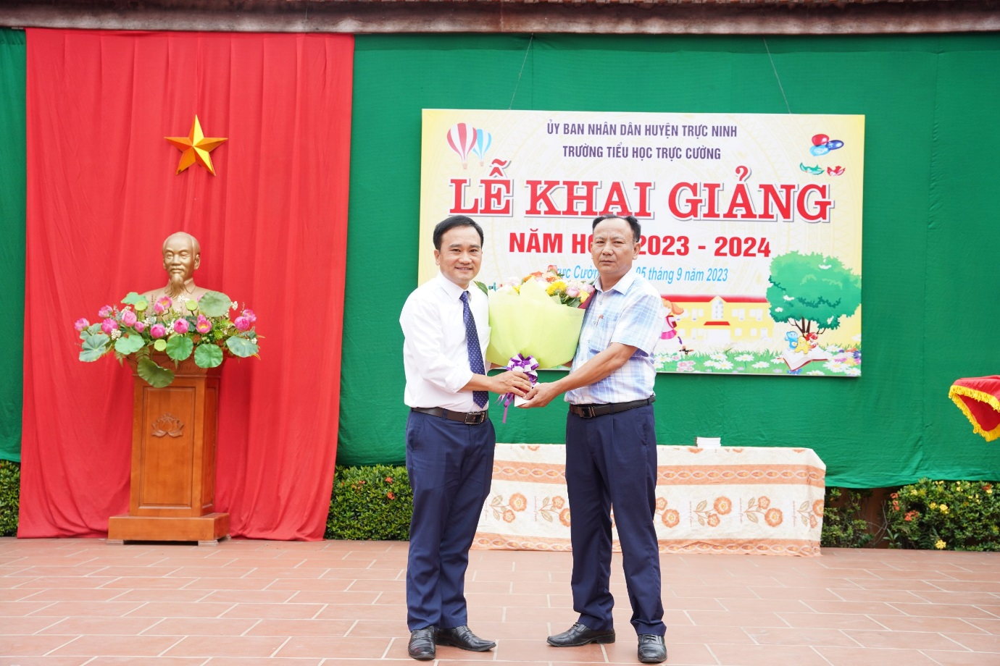 ỦY BAN NHÂN DÂN HUYỆN TRỰC NINH
TRƯỜNG TIỂU HỌC TRỰC CƯỜNG
LỄ KHAI GIẢNG
NĂM 2023 - 2024
05 tháng 9 năm 2023